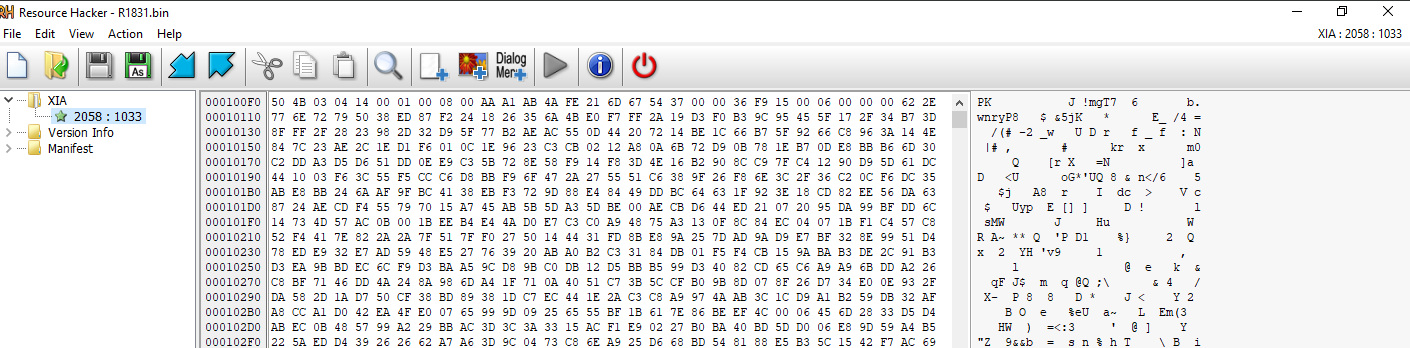 Resource Hacker - R1831.bin
File Edit View Action Help
XIA : 2058 : 1033
As
Dialog
Menu
XIA
2058 : 1033
Version Info
Manifest
000100F0 50 4B 03 04 14 00 01 00 08 00 AA A1 AB 4A FE 21 6D 67 54 37 00 00 36 F9 15 00 06 00 00 00 62 2E
00010110 77 6E 72 79 50 38 ED 87 F2 24 18 26 35 6A 4B E0 F7 FF 2A 19 D3 F0 B3 9C 95 45 5F 17 2F 34 B7 3D
00010130 8F FF 2F 28 23 98 2D 32 D9 5F 77 B2 AE AC 55 0D 44 20 72 14 BE 1C 66 B7 5F 92 66 C8 96 3A 14 4E
00010150 84 7C 23 AE 2C 1E D1 F6 01 0C 1E 96 23 C3 CB 02 12 A8 0A 6B 72 D9 0B 78 1E B7 0D E8 BB B6 6D 30
00010170 C2 DD A3 D5 D6 51 DD 0E E9 C3 5B 72 8E 58 F9 14 F8 3D 4E 16 B2 90 8C C9 7F C4 12 90 D9 5D 61 DC
00010190 44 10 03 F6 3C 55 F5 CC C6 D8 BB F9 6F 47 2A 27 55 51 C6 38 9F 26 F8 6E 3C 2F 36 C2 0C F6 DC 35
000101B0 AB E8 BB 24 6A AF 9F BC 41 38 EB F3 72 9D 88 E4 84 49 DD BC 64 63 1F 92 3E 18 CD 82 EE 56 DA 63
000101D0 87 24 AE CD F4 55 79 70 15 A7 45 AB 5B 5D A3 5D BE 00 AE CB D6 44 ED 21 07 20 95 DA 99 BF DD 6C
000101F0 14 73 4D 57 AC 0B 00 1B EE B4 E4 4A D0 E7 C3 C0 A9 48 75 A3 13 0F 8C 84 EC 04 07 1B F1 C4 57 C8
00010210 52 F4 41 7E 82 2A 2A 7F 51 7F F0 27 50 14 44 31 FD 8B E8 9A 25 7D AD 9A D9 E7 BF 32 8E 99 51 D4
00010230 78 ED E9 32 E7 AD 59 48 E5 27 76 39 20 AB A0 B2 C3 31 84 DB 01 F5 F4 CB 15 9A BA B3 DE 2C 91 B3
00010250 D3 EA 9B BD EC 6C F9 D3 BA A5 9C D8 9B C0 DB 12 D5 BB B5 99 D3 40 82 CD 65 C6 A9 A9 6B DD A2 26
00010270 C8 BF 71 46 DD 4A 24 8A 98 6D A4 1F 71 0A 40 51 C7 3B 5C CF B0 9B 8D 07 8F 26 D7 34 E0 0E 93 2F
00010290 DA 58 2D 1A D7 50 CF 38 BD 89 38 1D C7 EC 44 1E 2A C3 C8 A9 97 4A AB 3C 1C D9 A1 B2 59 DB 32 AF
000102B0 A8 CC A1 D0 42 EA 4F E0 07 65 99 9D 09 25 65 55 BF 1B 61 7E 86 BE EF 4C 00 06 45 6D 28 33 D5 D4
000102D0 AB EC 0B 48 57 99 A2 29 BB AC 3D 3C 3A 33 15 AC F1 E9 02 27 B0 BA 40 BD 5D D0 06 E8 9D 59 A4 B5
000102F0 22 5A ED D4 39 26 26 62 A7 A6 3D 9C 04 73 C8 6E A9 25 D6 68 BD 54 81 88 E5 B3 5C 15 42 F7 AC 69
PK J !mgT7 6 b.
wnryP8 $ &5jK * E_ /4 =
/(# -2 _w U D r f _ f : N
|# , # kr x m0
Q [r X =N ]a
D <U oG*'UQ 8 & n</6 5
$j A8 r I dc > V c
$ Uyp E [] ] D ! l
sMW J Hu W
R A~ ** Q 'P D1 %} 2 Q
x 2 YH 'v9 1 ,
l @ e k &
qF J$ m q @Q ;\ & 4 /
X- P 8 8 D * J < Y 2
B O e %eU a~ L Em(3
HW ) =<:3 ' @ ] Y
"Z 9&&b = s n % h T \ B i